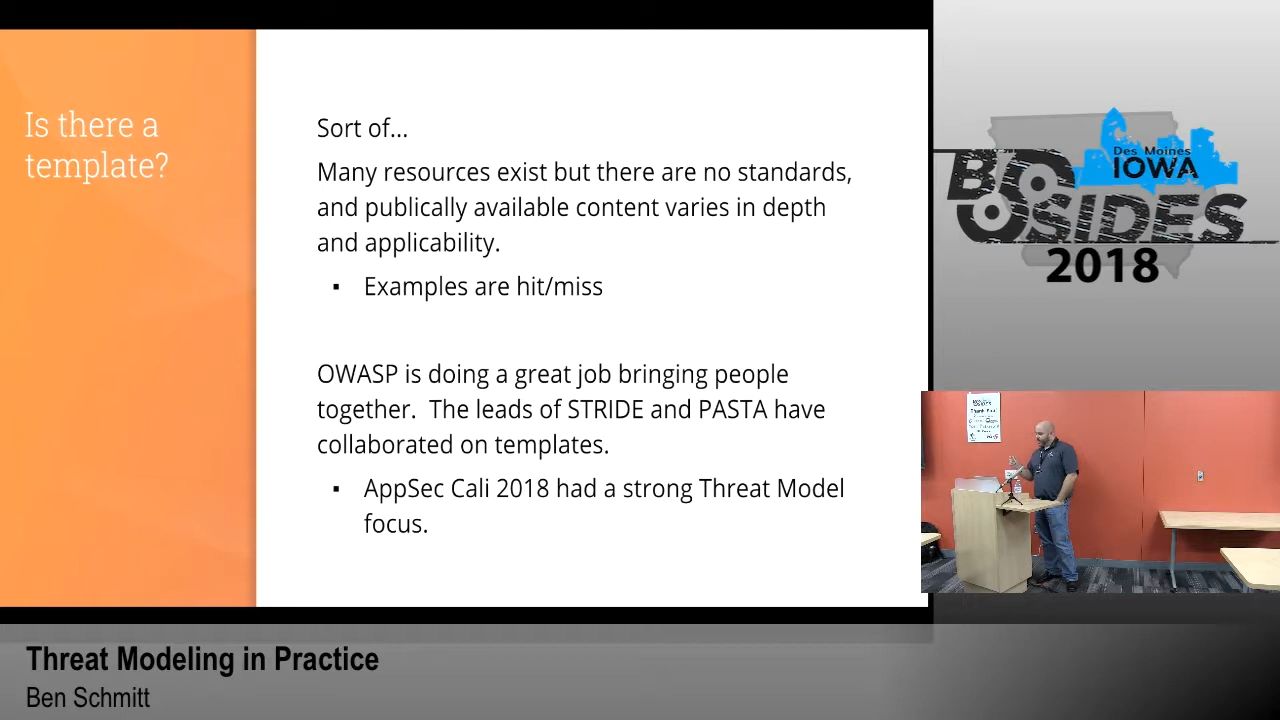 Is there a
template?
Sort of...
Many resources exist but there are no standards,
and publically available content varies in depth
and applicability.
▪ Examples are hit/miss
OWASP is doing a great job bringing people
together.  The leads of STRIDE and PASTA have
collaborated on templates.
▪ AppSec Cali 2018 had a strong Threat Model
focus.
Des Moines
IOWA
BSIDES
2018
Thank You!
Threat Modeling in Practice
Ben Schmitt